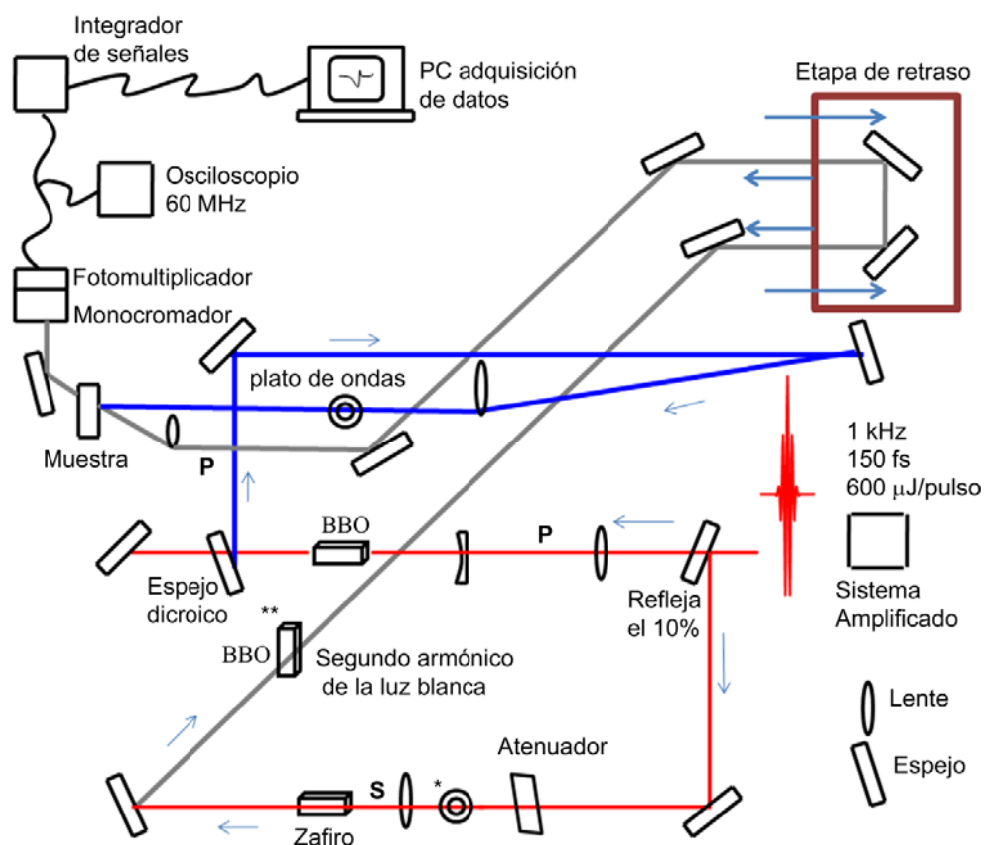 Integrador
de señales
PC adquisición
de datos
Etapa de retraso
Osciloscopio
60 MHz
Fotomultiplicador
Monocromador
plato de ondas
Muestra
P
1 kHz
150 fs
600 μJ/pulso
BBO
P
Espejo
dicroico
Refleja
el 10%
Sistema
Amplificado
**
BBO
Segundo armónico
de la luz blanca
Lente
Atenuador
Espejo
S
*
Zafiro